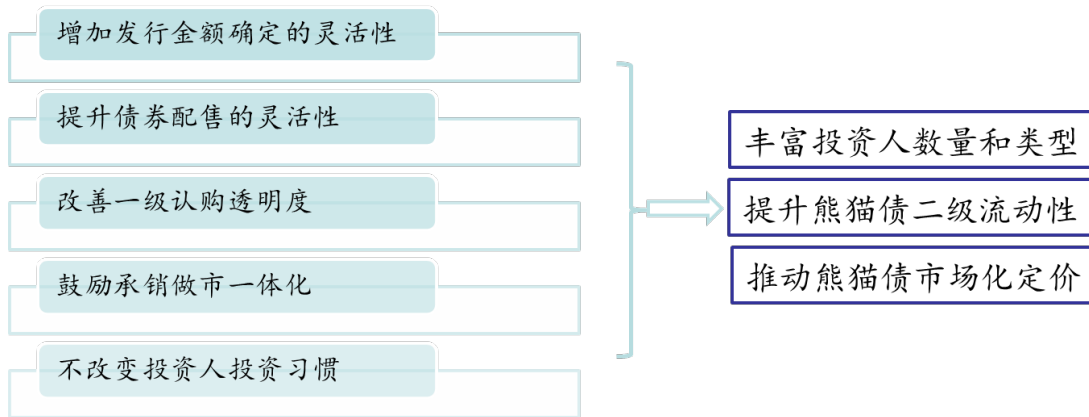 增加发行金额确定的灵活性
提升债券配售的灵活性
改善一级认购透明度
鼓励承销做市一体化
不改变投资人投资习惯
丰富投资人数量和类型
提升熊猫债二级流动性
推动熊猫债市场化定价